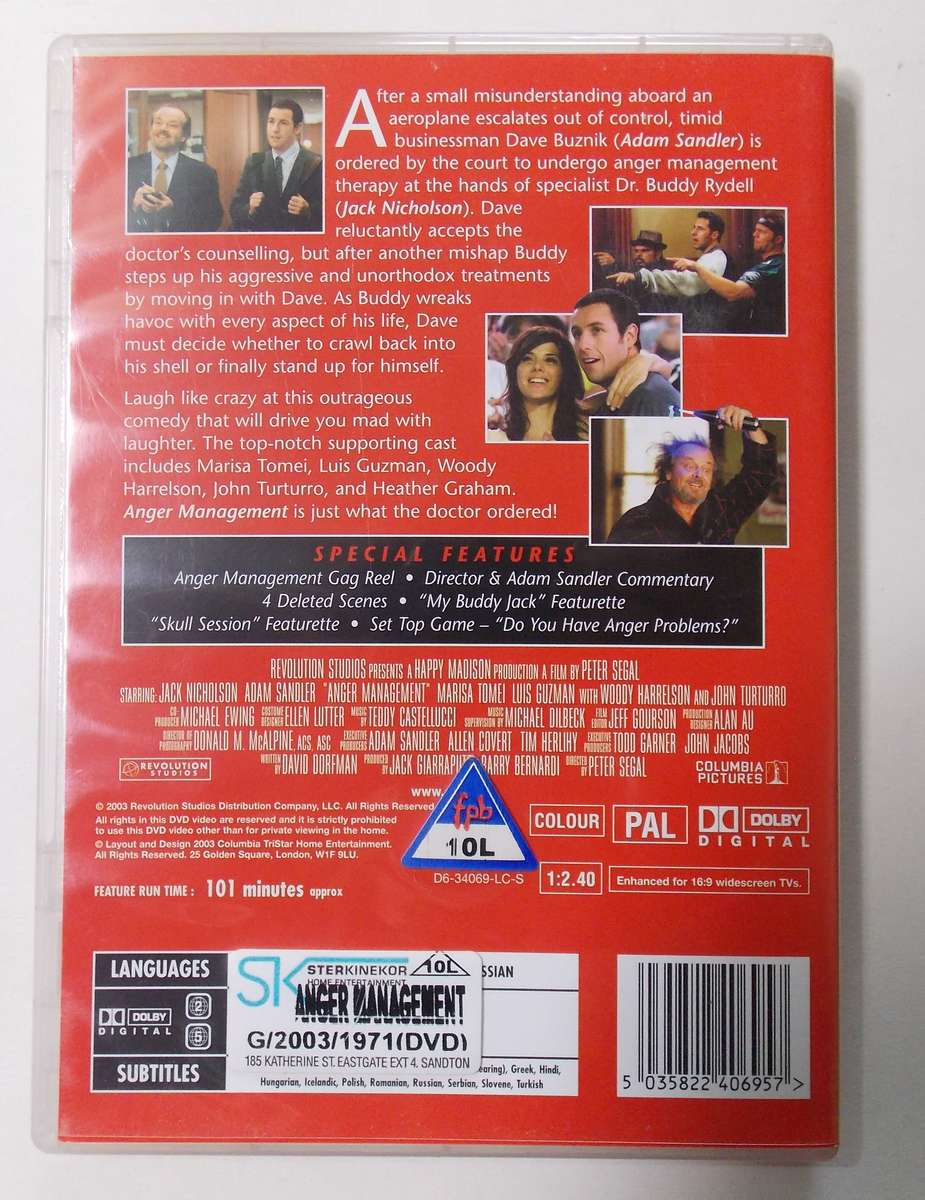 After a small misunderstanding aboard an
aeroplane escalates out of control, timid
businessman Dave Buznik (Adam Sandler) is
ordered by the court to undergo anger management
therapy at the hands of specialist Dr. Buddy Rydell
(Jack Nicholson). Dave
reluctantly accepts the
doctor's counselling, but after another mishap Buddy
steps up his aggressive and unorthodox treatments
by moving in with Dave. As Buddy wreaks
havoc with every aspect of his life, Dave
must decide whether to crawl back into
his shell or finally stand up for himself.
Laugh like crazy at this outrageous
comedy that will drive you mad with
laughter. The top-notch supporting cast
includes Marisa Tomei, Luis Guzman, Woody
Harrelson, John Turturro, and Heather Graham.
Anger Management is just what the doctor ordered!
SPECIAL FEATURES
Anger Management Gag Reel • Director & Adam Sandler Commentary
4 Deleted Scenes • "My Buddy Jack" Featurette
"Skull Session" Featurette • Set Top Game – "Do You Have Anger Problems?"
REVOLUTION STUDIOS PRESENTS A HAPPY MADISON PRODUCTION A FILM BY PETER SEGAL
STARRING: JACK NICHOLSON ADAM SANDLER "ANGER MANAGEMENT" MARISA TOMEI LUIS GUZMAN WITH WOODY HARRELSON AND JOHN TURTURRO
CO-PRODUCER MICHAEL EWING COSTUME DESIGNER ELLEN LUTTER MUSIC BY TEDDY CASTELLUCCI MUSIC SUPERVISION BY MICHAEL DILBECK FILM EDITOR JEFF GOURSON PRODUCTION DESIGNER ALAN AU
DIRECTOR OF PHOTOGRAPHY DONALD M. McALPINE, ACS, ASC EXECUTIVE PRODUCERS ADAM SANDLER ALLEN COVERT TIM HERLIHY EXECUTIVE PRODUCERS TODD GARNER JOHN JACOBS
WRITTEN BY DAVID DORFMAN PRODUCED BY JACK GIARRAPUTO BARRY BERNARDI DIRECTED BY PETER SEGAL
REVOLUTION STUDIOS
COLUMBIA PICTURES
www.
© 2003 Revolution Studios Distribution Company, LLC. All Rights Reserved
All rights in this DVD video are reserved and it is strictly prohibited
to use this DVD video other than for private viewing in the home.
© Layout and Design 2003 Columbia TriStar Home Entertainment.
All Rights Reserved. 25 Golden Square, London, W1F 9LU.
fpb
10L
D6-34069-LC-S
COLOUR
PAL
DOLBY
DIGITAL
1:2.40
Enhanced for 16:9 widescreen TVs.
FEATURE RUN TIME : 101 minutes approx
LANGUAGES
DOLBY
DIGITAL
2
5
SUBTITLES
SK STERKINEKOR 10L
HOME ENTERTAINMENT
ANGER MANAGEMENT
G/2003/1971(DVD)
185 KATHERINE ST. EASTGATE EXT 4. SANDTON
SSIAN
earing), Greek, Hindi,
Hungarian, Icelandic, Polish, Romanian, Russian, Serbian, Slovene, Turkish
5 035822 406957 >